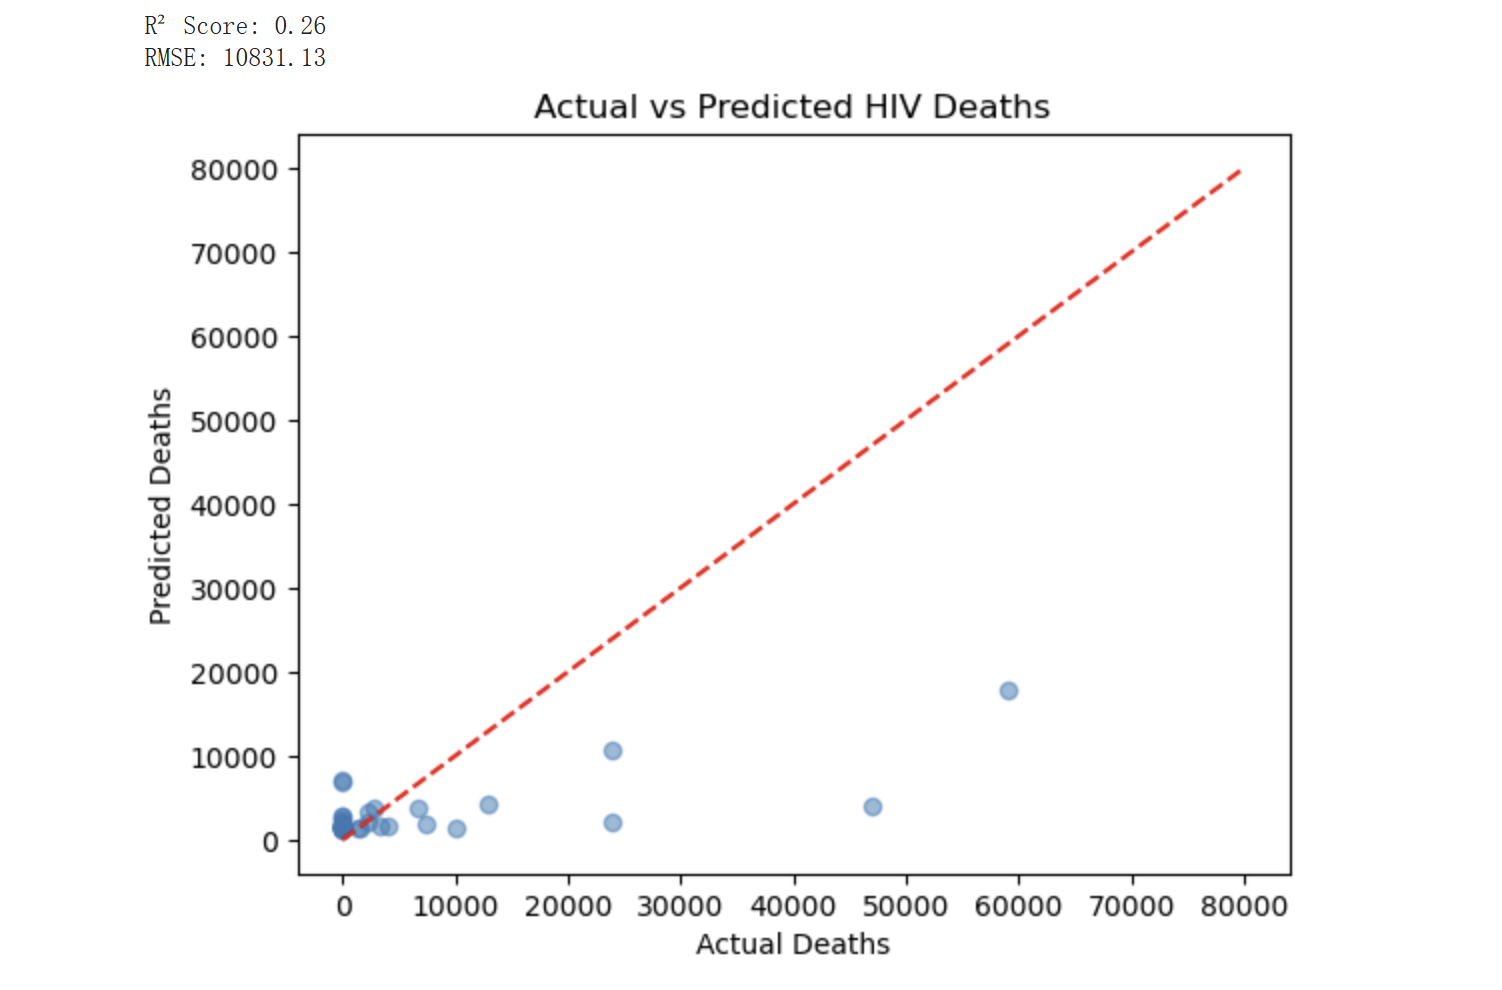 R² Score: 0.26
RMSE: 10831.13
Actual vs Predicted HIV Deaths
80000
70000
60000
50000
40000
30000
20000
10000
0
Predicted Deaths
0 10000 20000 30000 40000 50000 60000 70000 80000
Actual Deaths